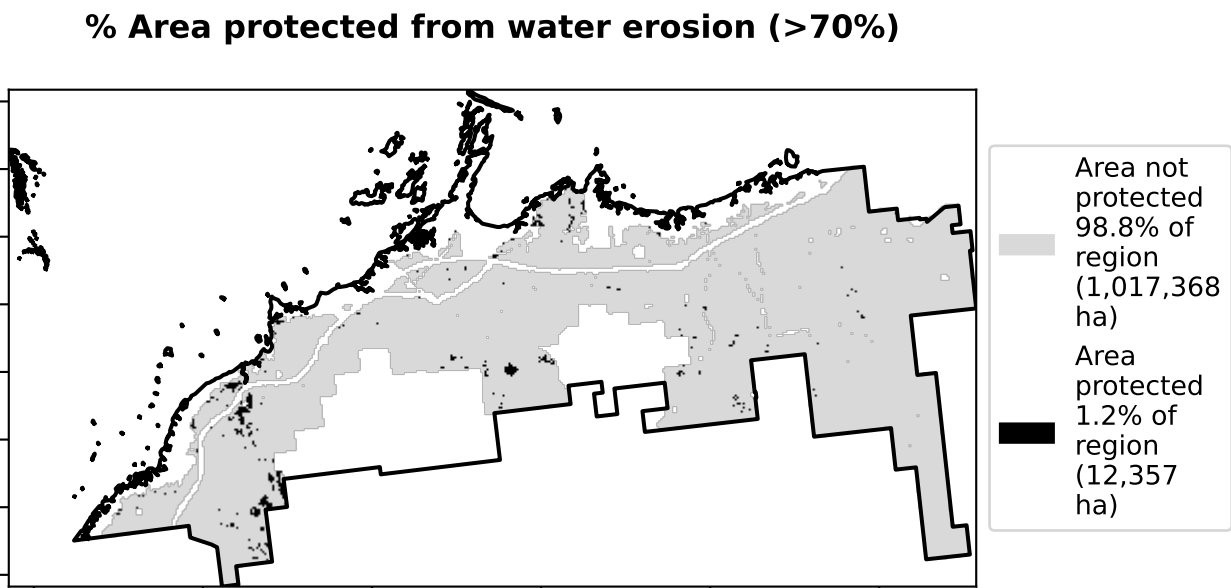 % Area protected from water erosion (>70%)
Area not
protected
98.8% of
region
(1,017,368
ha)
Area
protected
1.2% of
region
(12,357
ha)